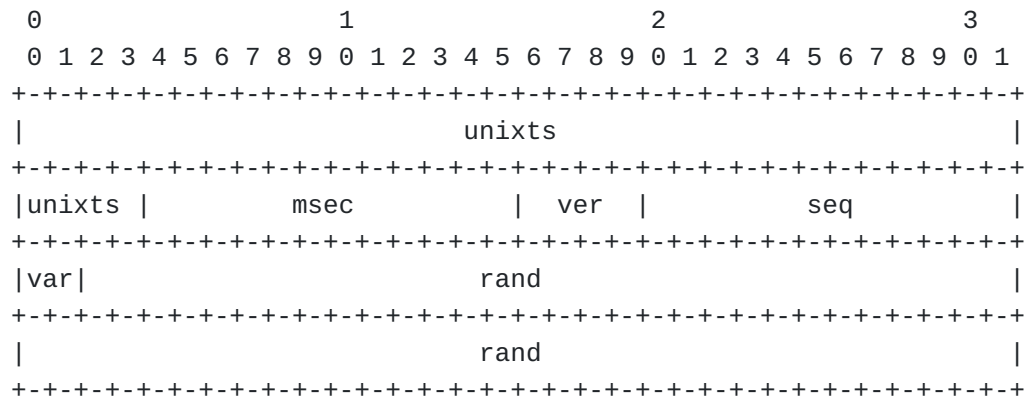 0                   1                   2                   3
 0 1 2 3 4 5 6 7 8 9 0 1 2 3 4 5 6 7 8 9 0 1 2 3 4 5 6 7 8 9 0 1
+-+-+-+-+-+-+-+-+-+-+-+-+-+-+-+-+-+-+-+-+-+-+-+-+-+-+-+-+-+-+-+-+
|                            unixts                             |
+-+-+-+-+-+-+-+-+-+-+-+-+-+-+-+-+-+-+-+-+-+-+-+-+-+-+-+-+-+-+-+-+
|unixts |         msec          |  ver  |          seq          |
+-+-+-+-+-+-+-+-+-+-+-+-+-+-+-+-+-+-+-+-+-+-+-+-+-+-+-+-+-+-+-+-+
|var|                         rand                              |
+-+-+-+-+-+-+-+-+-+-+-+-+-+-+-+-+-+-+-+-+-+-+-+-+-+-+-+-+-+-+-+-+
|                             rand                              |
+-+-+-+-+-+-+-+-+-+-+-+-+-+-+-+-+-+-+-+-+-+-+-+-+-+-+-+-+-+-+-+-+